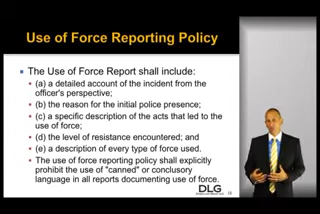 Use of Force Reporting Policy
The Use of Force Report shall include:
(a) a detailed account of the incident from the
officer's perspective;
(b) the reason for the initial police presence;
(c) a specific description of the acts that led to the
use of force;
(d) the level of resistance encountered; and
(e) a description of every type of force used.
The use of force reporting policy shall explicitly
prohibit the use of "canned" or conclusory
language in all reports documenting use of force.
DLG